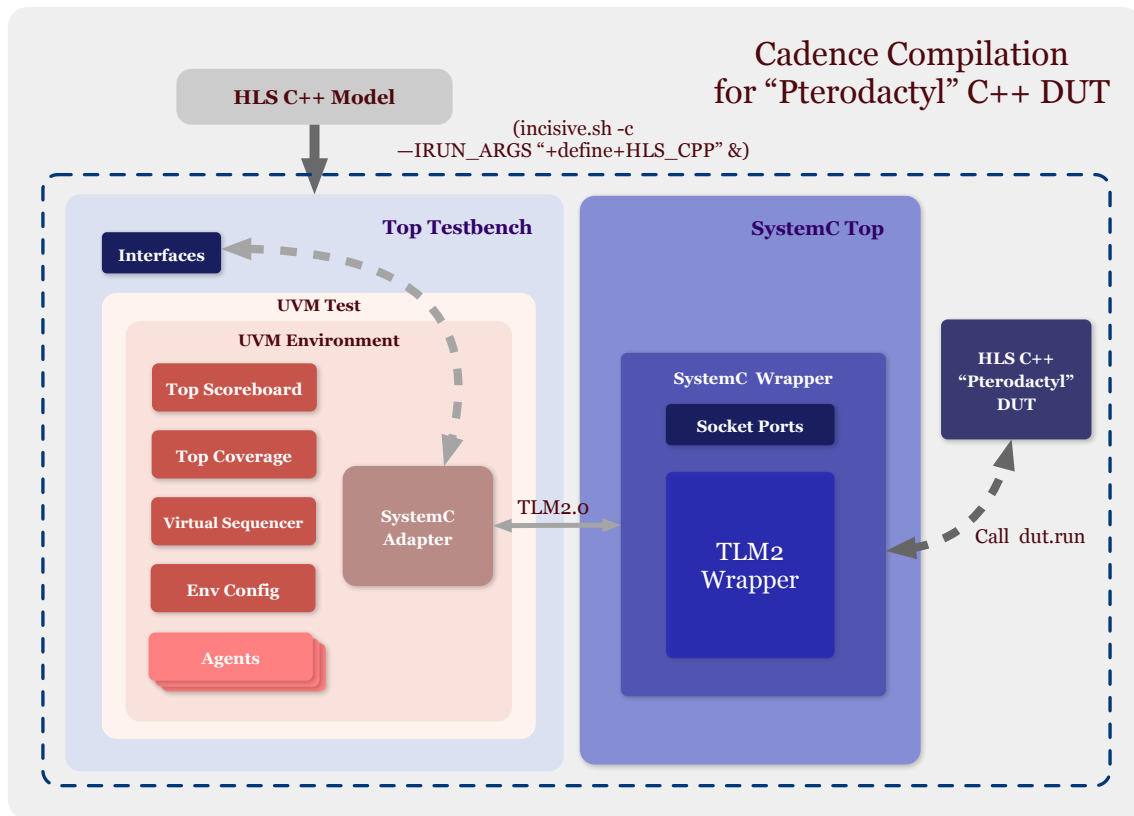 Cadence Compilation
for “Pterodactyl” C++ DUT
HLS C++ Model
(incisive.sh -c
—IRUN_ARGS “+define+HLS_CPP” &)
Top Testbench
SystemC Top
Interfaces
UVM Test
UVM Environment
Top Scoreboard
Top Coverage
Virtual Sequencer
Env Config
Agents
SystemC
Adapter
TLM2.0
SystemC Wrapper
Socket Ports
TLM2
Wrapper
HLS C++
“Pterodactyl”
DUT
Call dut.run